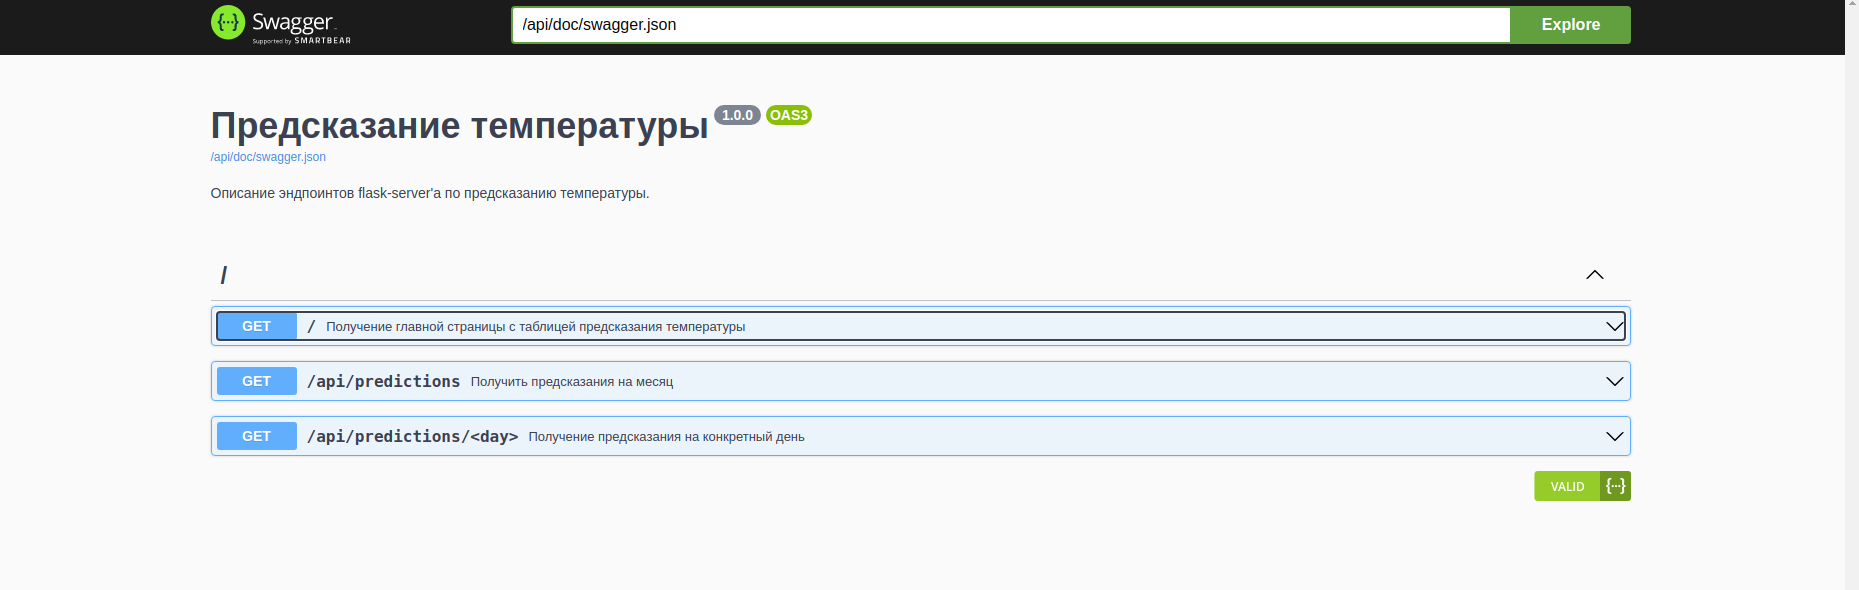 Swagger
Supported by SMARTBEAR
/api/doc/swagger.json
Explore
Предсказание температуры 1.0.0 OAS3
/api/doc/swagger.json
Описание эндпоинтов flask-server'а по предсказанию температуры.
/
GET / Получение главной страницы с таблицей предсказания температуры
GET /api/predictions Получить предсказания на месяц
GET /api/predictions/<day> Получение предсказания на конкретный день
VALID {···}